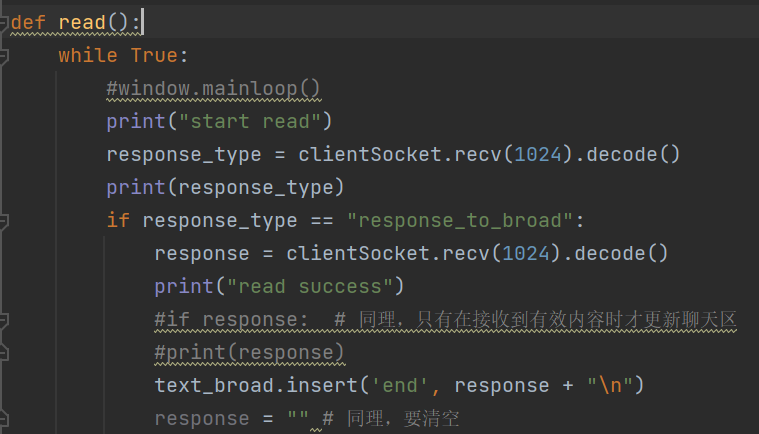 def read():
    while True:
        #window.mainloop()
        print("start read")
        response_type = clientSocket.recv(1024).decode()
        print(response_type)
        if response_type == "response_to_broad":
            response = clientSocket.recv(1024).decode()
            print("read success")
            #if response:  # 同理，只有在接收到有效内容时才更新聊天区
            #print(response)
            text_broad.insert('end', response + "\n")
            response = "" # 同理，要清空